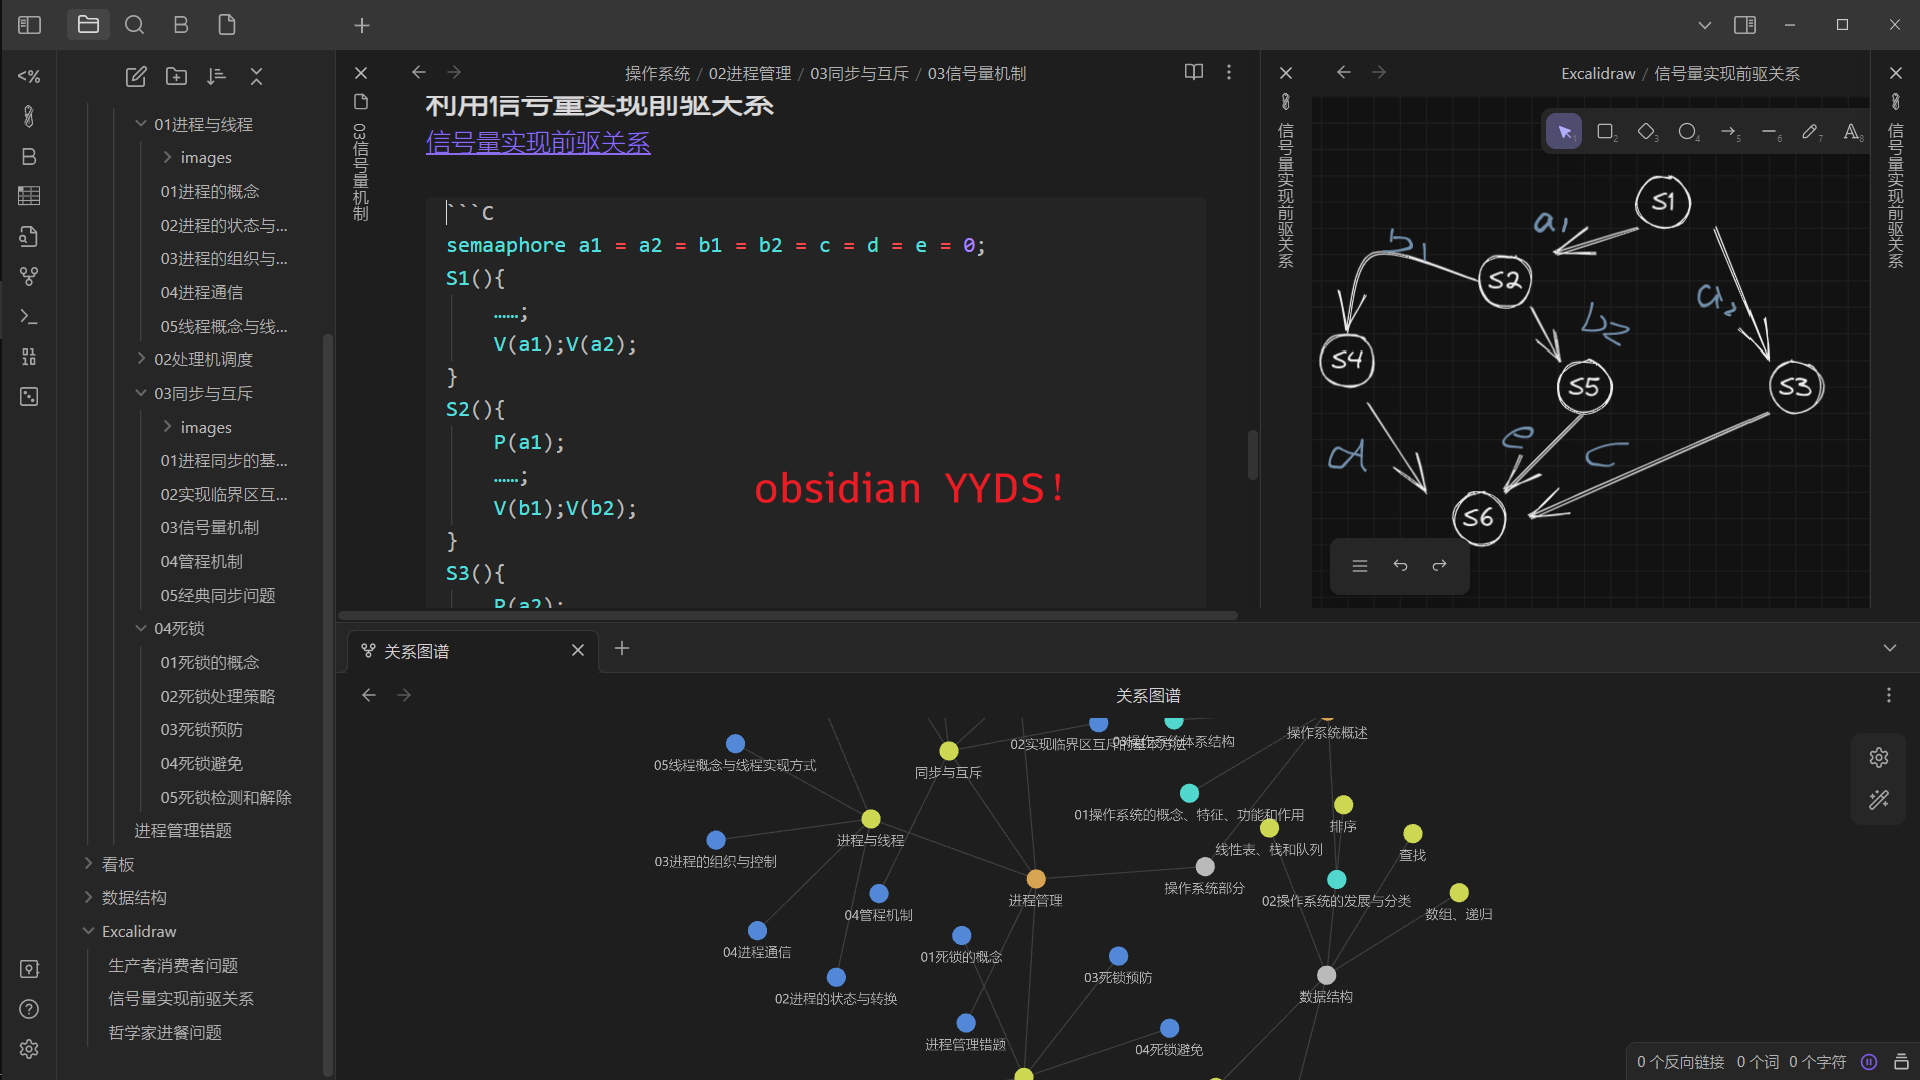 01进程与线程
images
01进程的概念
02进程的状态与...
03进程的组织与...
04进程通信
05线程概念与线...
02处理机调度
03同步与互斥
images
01进程同步的基...
02实现临界区互...
03信号量机制
04管程机制
05经典同步问题
04死锁
01死锁的概念
02死锁处理策略
03死锁预防
04死锁避免
05死锁检测和解除
进程管理错题
看板
数据结构
Excalidraw
生产者消费者问题
信号量实现前驱关系
哲学家进餐问题
03信号量机制
操作系统 / 02进程管理 / 03同步与互斥 / 03信号量机制
利用信号量实现前驱关系
信号量实现前驱关系
```C
semaaphore a1 = a2 = b1 = b2 = c = d = e = 0;
S1(){
……;
V(a1);V(a2);
}
S2(){
P(a1);
……;
V(b1);V(b2);
}
S3(){
P(a2);
obsidian YYDS!
信号量实现前驱关系
Excalidraw / 信号量实现前驱关系
1 2 3 4 5 6 7 8
S1
a1
b1
S2
a2
b2
S4
S5
S3
d
e
c
S6
信号量实现前驱关系
关系图谱
关系图谱
05线程概念与线程实现方式
同步与互斥
02实现临界区互斥的基本方法
03操作系统体系结构
操作系统概述
01操作系统的概念、特征、功能和作用
排序
进程与线程
线性表、栈和队列
查找
03进程的组织与控制
操作系统部分
进程管理
02操作系统的发展与分类
数组、递归
04管程机制
04进程通信
01死锁的概念
03死锁预防
02进程的状态与转换
数据结构
进程管理错题
04死锁避免
0 个反向链接 0 个词 0 个字符